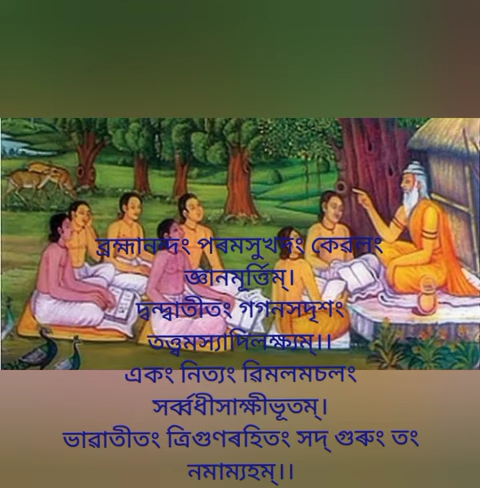 ব্রহ্মানন্দং পৰমসুখদং কেৱলং
জ্ঞানমূৰ্ত্তিম্।
দ্বন্দ্বাতীতং গগনসদৃশং
তত্ত্বমস্যাদিলক্ষ্যম্।।
একং নিত্যং ৱিমলমচলং
সৰ্ব্বধীসাক্ষীভূতম্।
ভাৱাতীতং ত্ৰিগুণৰহিতং সদ্ গুৰুং তং
নমাম্যহম্।।